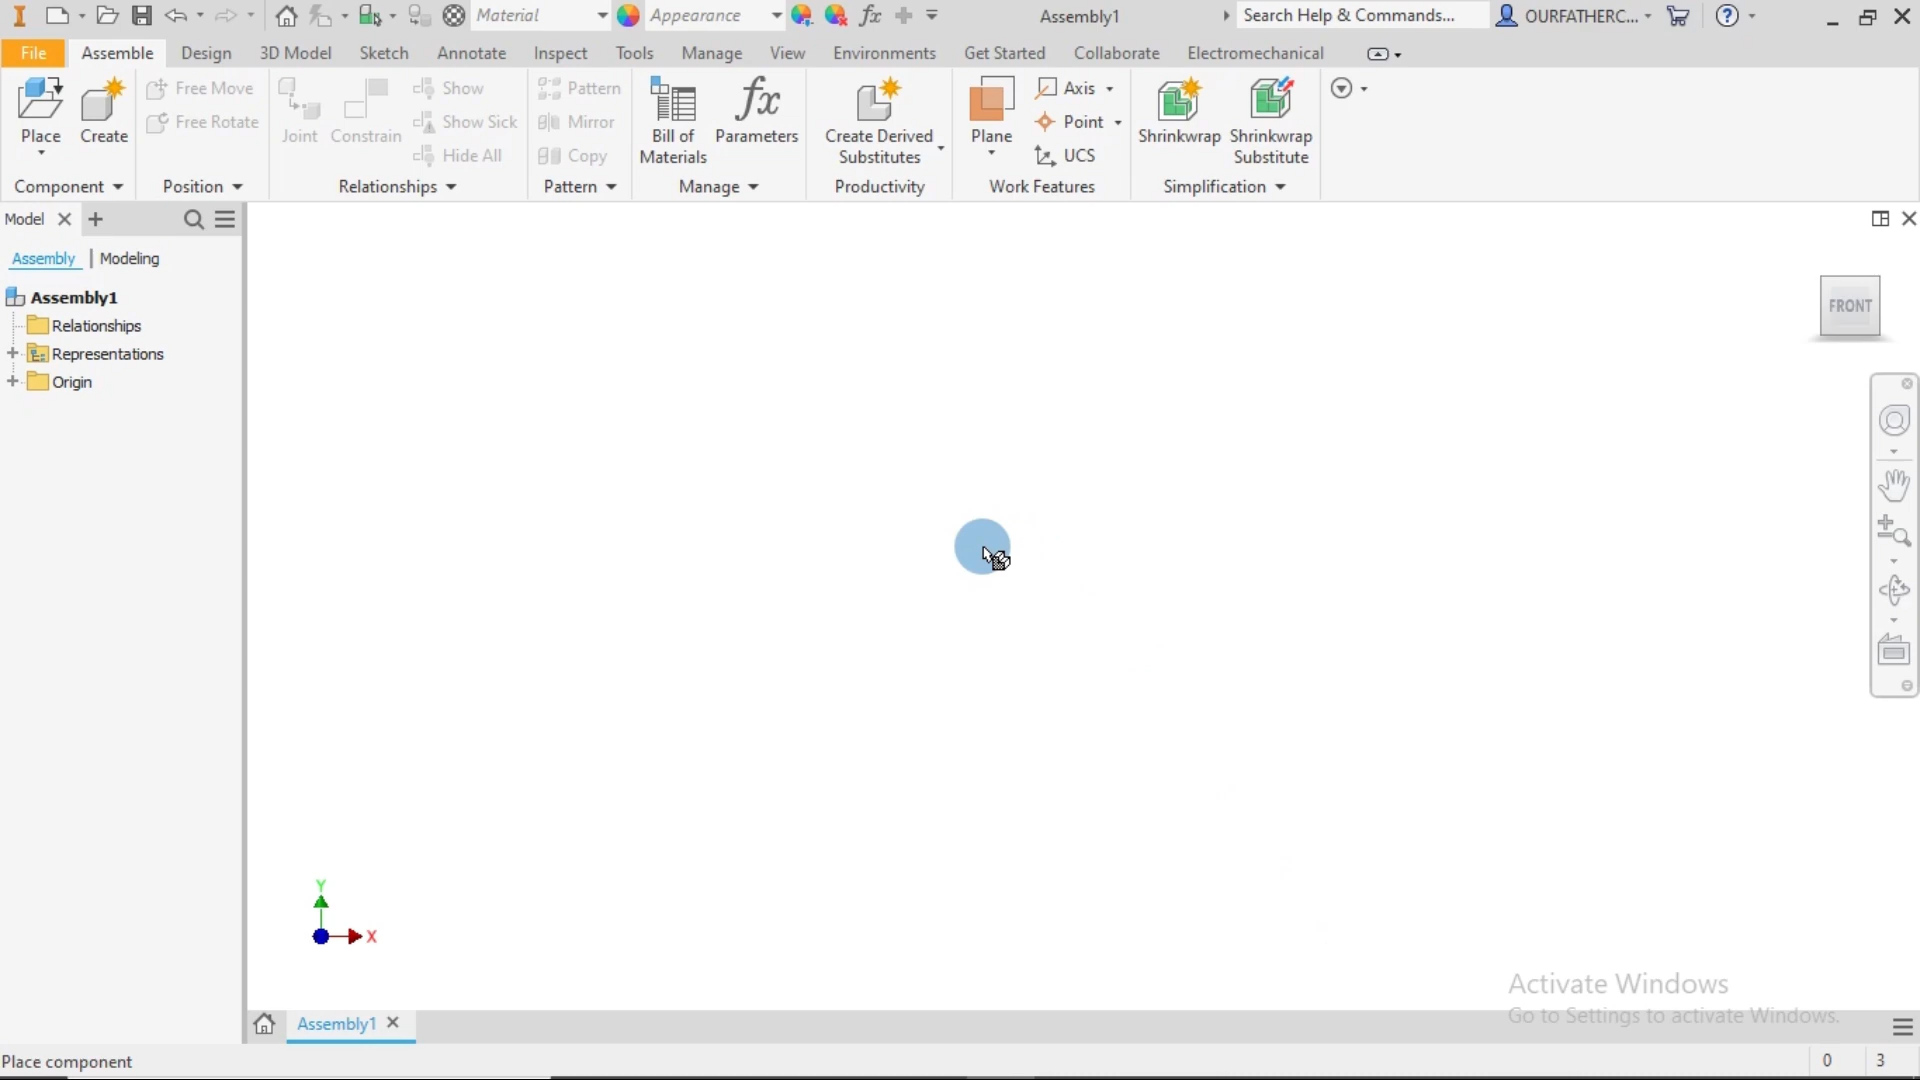 Material
Appearance
Assembly1
Search Help & Commands...
OURFATHERC...
File
Assemble
Design
3D Model
Sketch
Annotate
Inspect
Tools
Manage
View
Environments
Get Started
Collaborate
Electromechanical
Place
Create
Free Move
Free Rotate
Joint
Constrain
Show
Show Sick
Hide All
Pattern
Mirror
Copy
Bill of
Materials
fx
Parameters
Create Derived
Substitutes
Plane
Axis
Point
UCS
Shrinkwrap
Shrinkwrap
Substitute
Component
Position
Relationships
Pattern
Manage
Productivity
Work Features
Simplification
Model
Assembly | Modeling
Assembly1
Relationships
Representations
Origin
FRONT
Y
X
Activate Windows
Go to Settings to activate Windows.
Assembly1
Place component
0
3